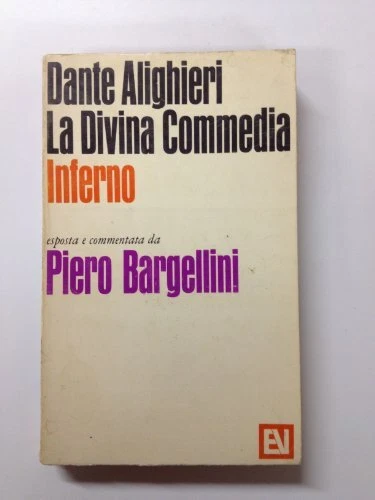 Dante Alighieri
La Divina Commedia
Inferno
esposta e commentata da
Piero Bargellini
EV